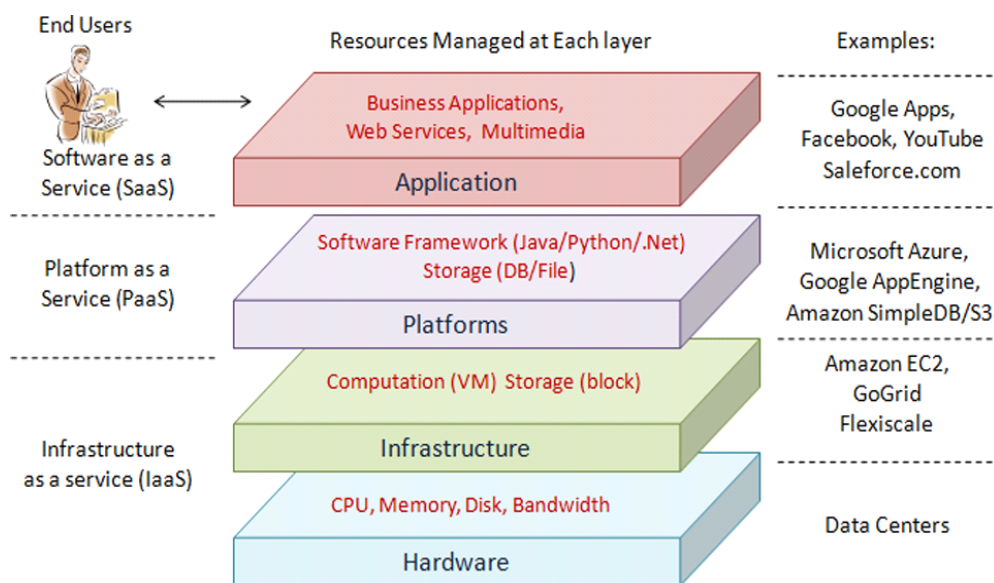 End Users
Resources Managed at Each layer
Examples:
Business Applications,
Web Services, Multimedia
Application
Software as a
Service (SaaS)
Google Apps,
Facebook, YouTube
Saleforce.com
Software Framework (Java/Python/.Net)
Storage (DB/File)
Platforms
Platform as a
Service (PaaS)
Microsoft Azure,
Google AppEngine,
Amazon SimpleDB/S3
Computation (VM) Storage (block)
Infrastructure
Amazon EC2,
GoGrid
Flexiscale
Infrastructure
as a service (IaaS)
CPU, Memory, Disk, Bandwidth
Hardware
Data Centers